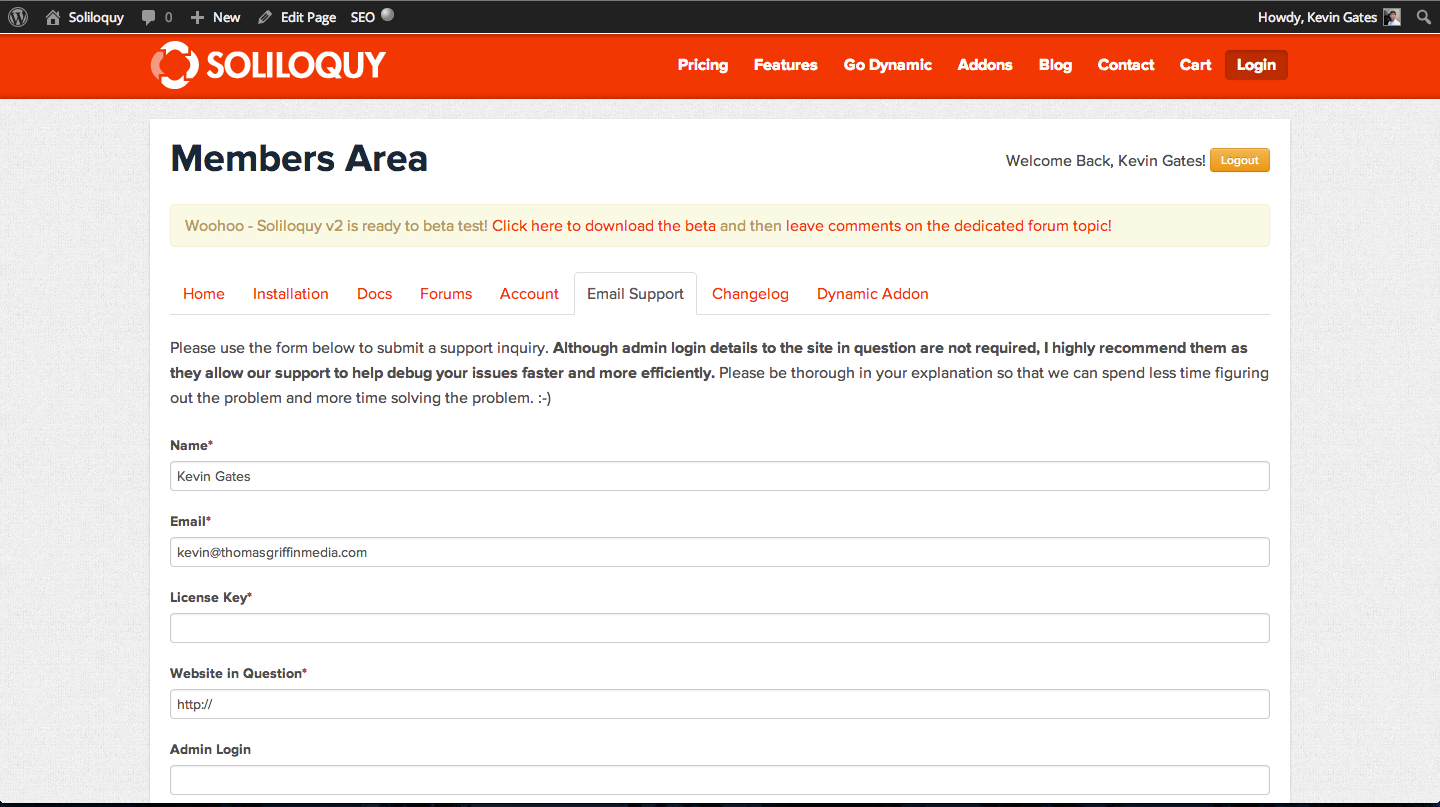 Soliloquy 0 New Edit Page SEO Howdy, Kevin Gates
SOLILOQUY Pricing Features Go Dynamic Addons Blog Contact Cart Login
Members Area Welcome Back, Kevin Gates! Logout
Woohoo - Soliloquy v2 is ready to beta test! Click here to download the beta and then leave comments on the dedicated forum topic!
Home Installation Docs Forums Account Email Support Changelog Dynamic Addon
Please use the form below to submit a support inquiry. Although admin login details to the site in question are not required, I highly recommend them as
they allow our support to help debug your issues faster and more efficiently. Please be thorough in your explanation so that we can spend less time figuring
out the problem and more time solving the problem. :-)
Name*
Kevin Gates
Email*
kevin@thomasgriffinmedia.com
License Key*
Website in Question*
http://
Admin Login